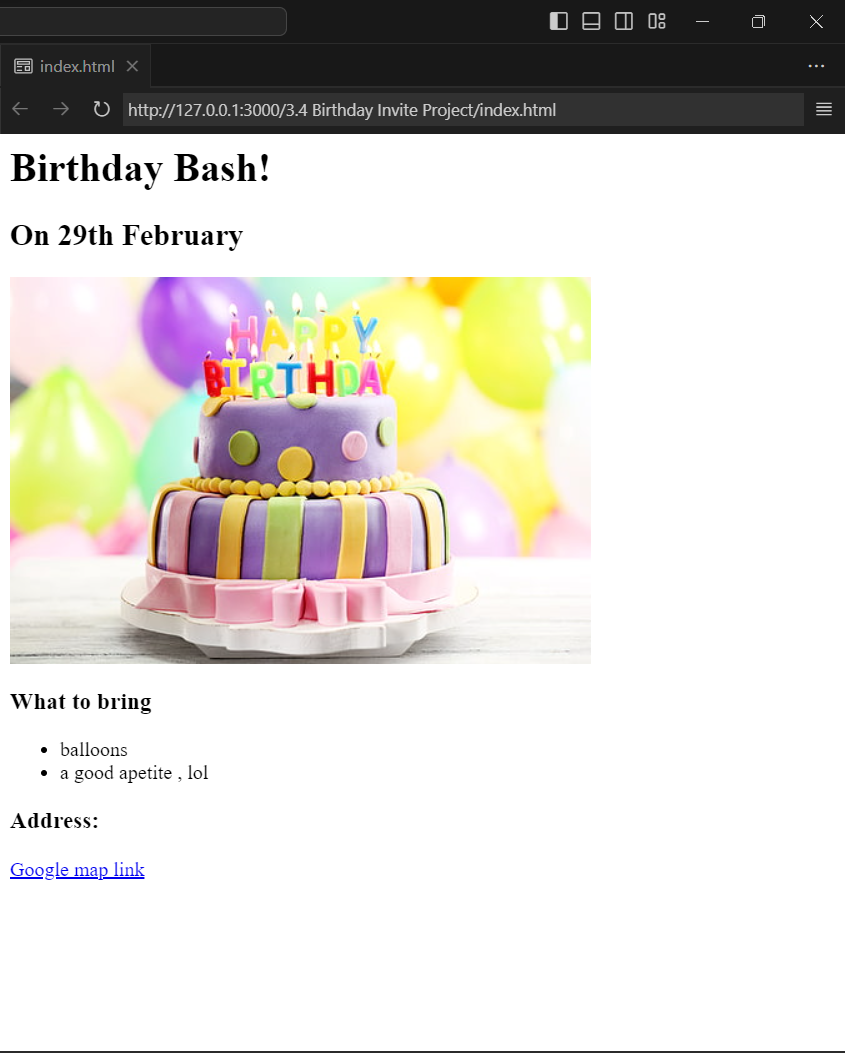 index.html
http://127.0.0.1:3000/3.4 Birthday Invite Project/index.html
Birthday Bash!
On 29th February
HAPPY
BIRTHDAY
What to bring
balloons
a good apetite , lol
Address:
Google map link